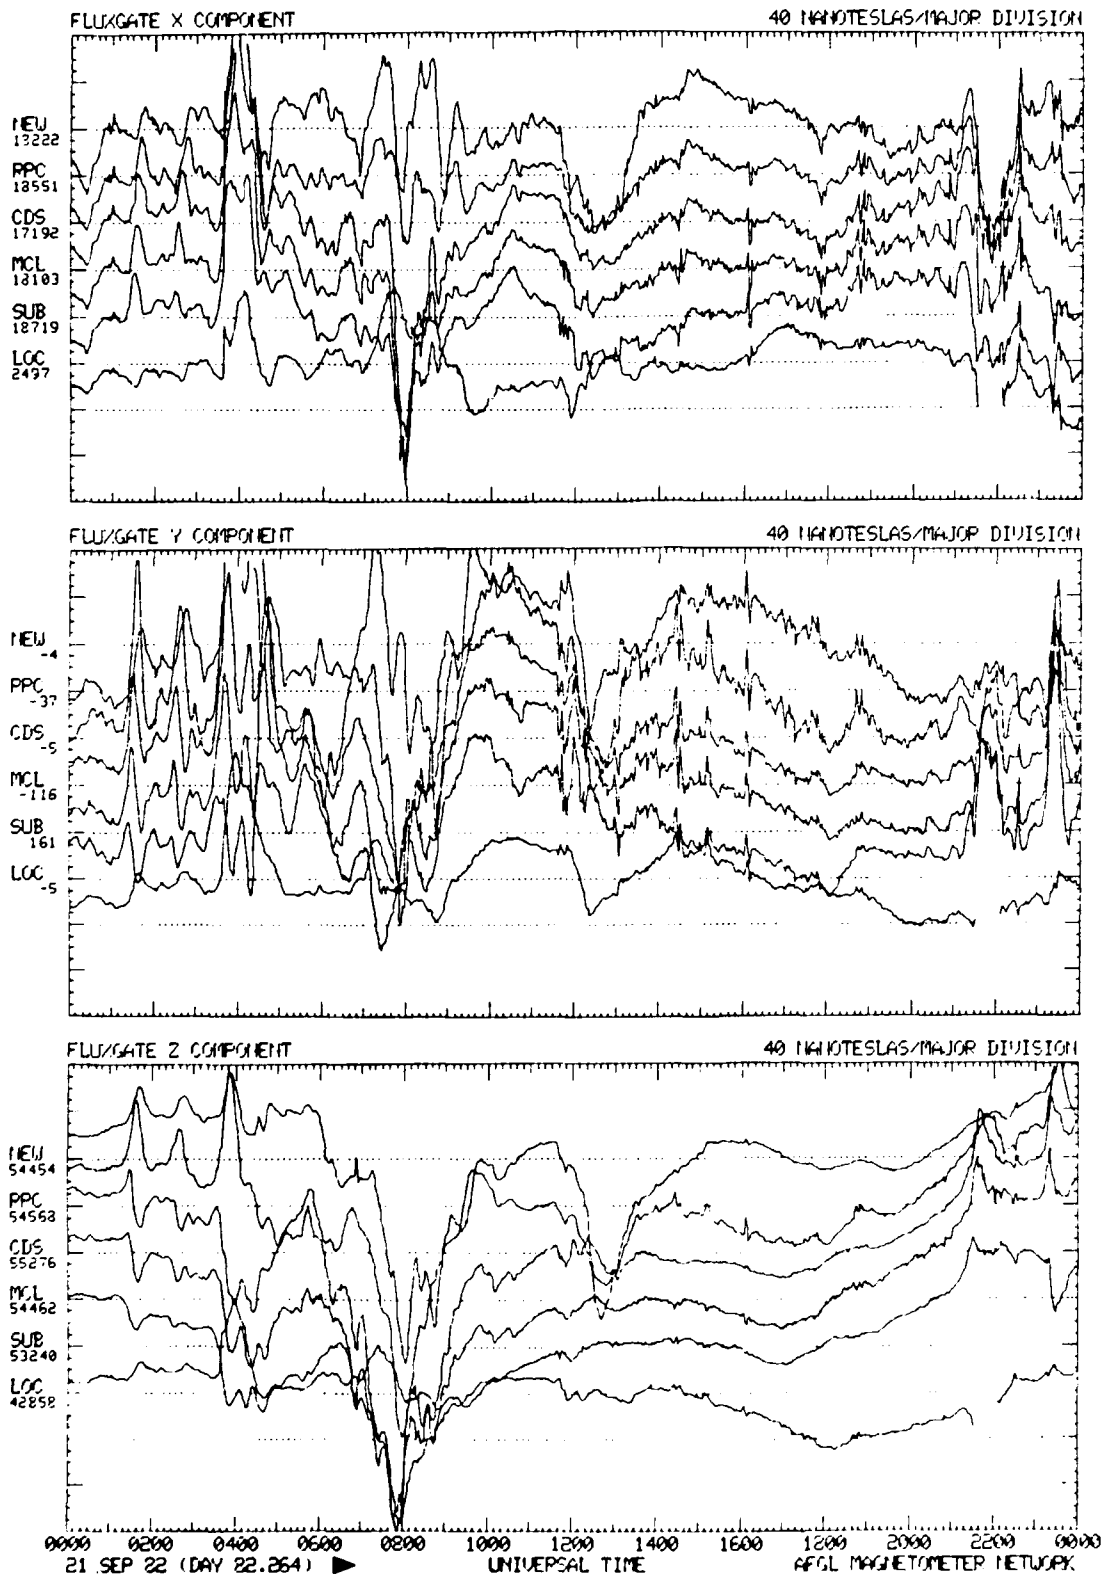 FLUXGATE X COMPONENT 40 NANOTESLAS/MAJOR DIVISION
NEW
13222
PPC
18551
CDS
17192
MCL
18103
SUB
18719
LOC
2497
FLUXGATE Y COMPONENT 40 NANOTESLAS/MAJOR DIVISION
NEW
-4
PPC
-37
CDS
-5
MCL
-116
SUB
161
LOC
-5
FLUXGATE Z COMPONENT 40 NANOTESLAS/MAJOR DIVISION
NEW
54454
PPC
54563
CDS
55276
MCL
54462
SUB
53240
LOC
42858
0000 0200 0400 0600 0800 1000 1200 1400 1600 1800 2000 2200 0000
21 SEP 82 (DAY 82.264) ▶ UNIVERSAL TIME AFGL MAGNETOMETER NETWORK